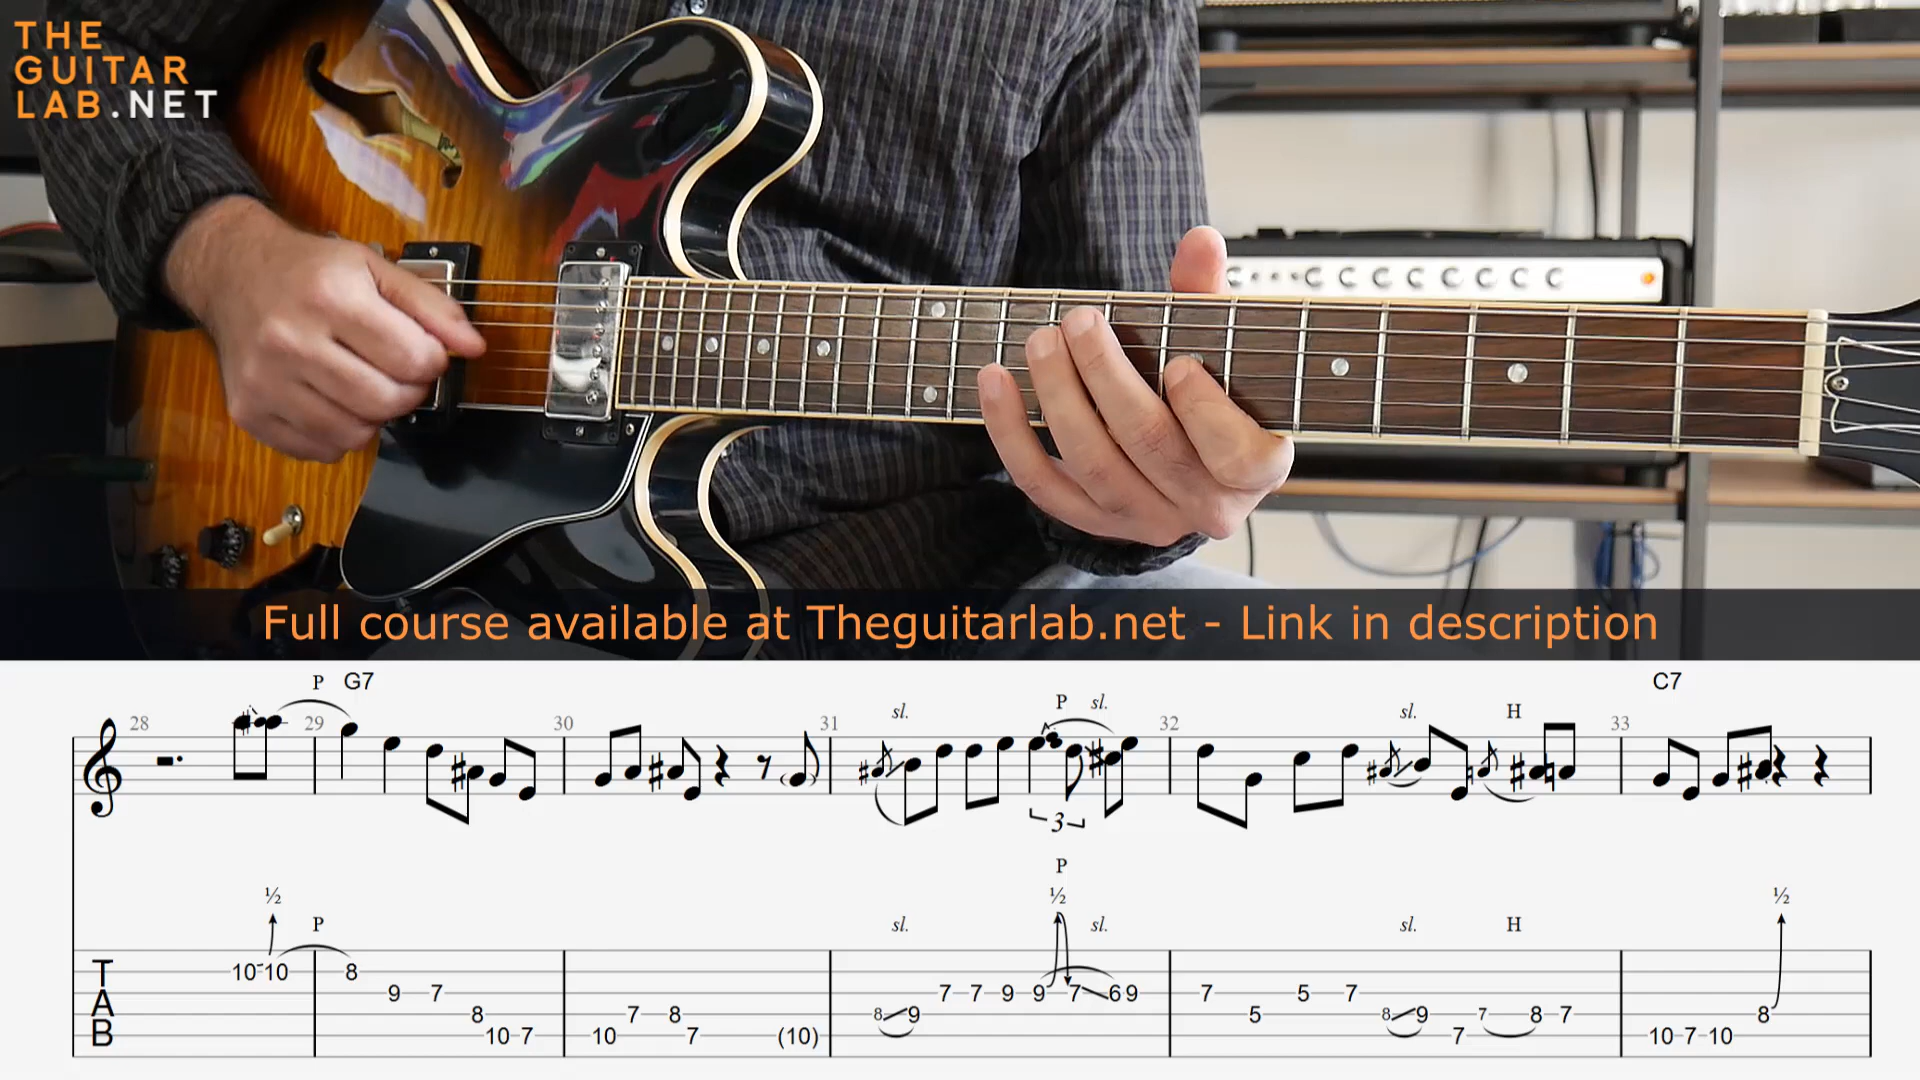 THE
GUITAR
LAB.NET
Full course available at Theguitarlab.net - Link in description
P G7 C7
28 29 30 31 32 33
sl. P sl. sl. H
3
P
½ ½ ½
P sl. sl. sl. H
T
A
B
10 10 8
9 7 7 7 9 9 7 6 9 7 5 7
8 7 8 8 9 5 8 9 7 8 7 8
10 7 10 7 (10) 7 10 7 10